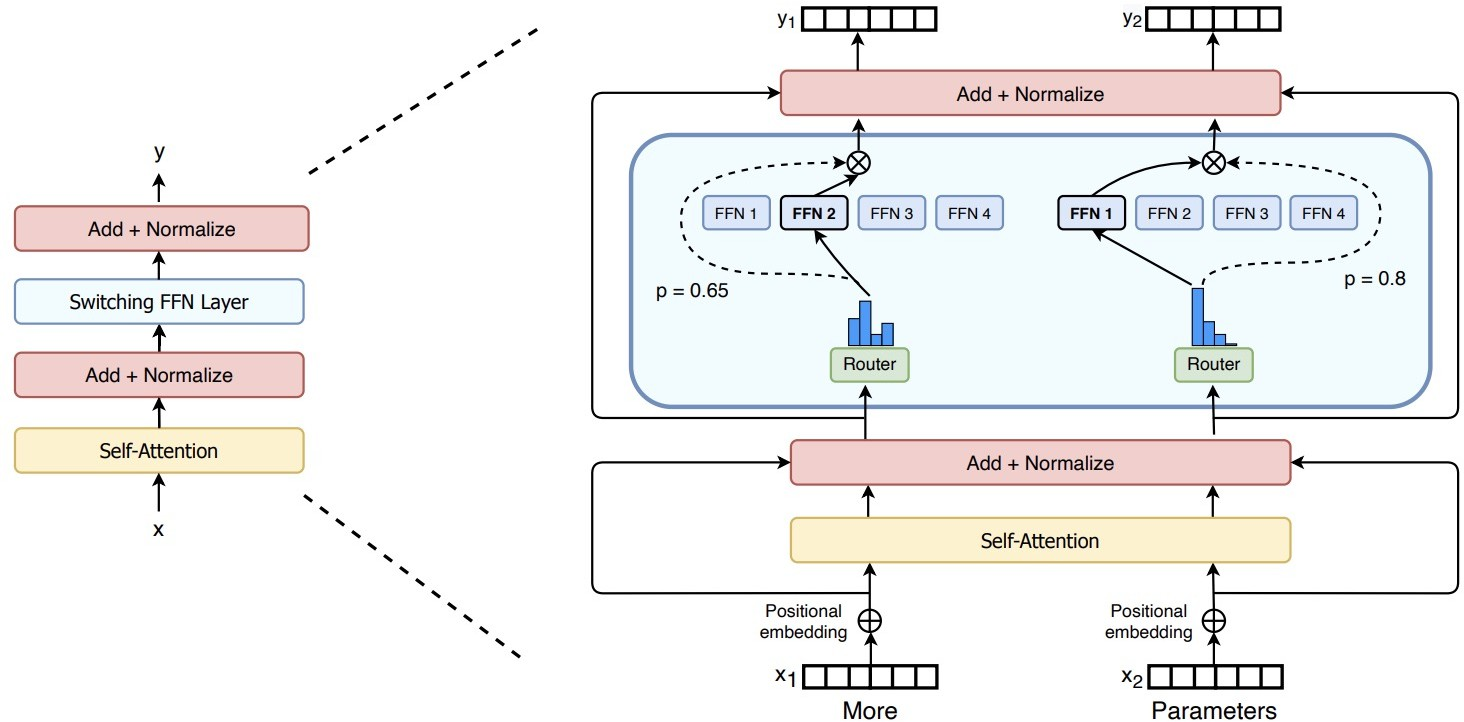 y
Add + Normalize
Switching FFN Layer
Add + Normalize
Self-Attention
x
y1
y2
Add + Normalize
FFN 1
FFN 2
FFN 3
FFN 4
FFN 1
FFN 2
FFN 3
FFN 4
p = 0.65
p = 0.8
Router
Router
Add + Normalize
Self-Attention
Positional
embedding
Positional
embedding
x1
x2
More
Parameters